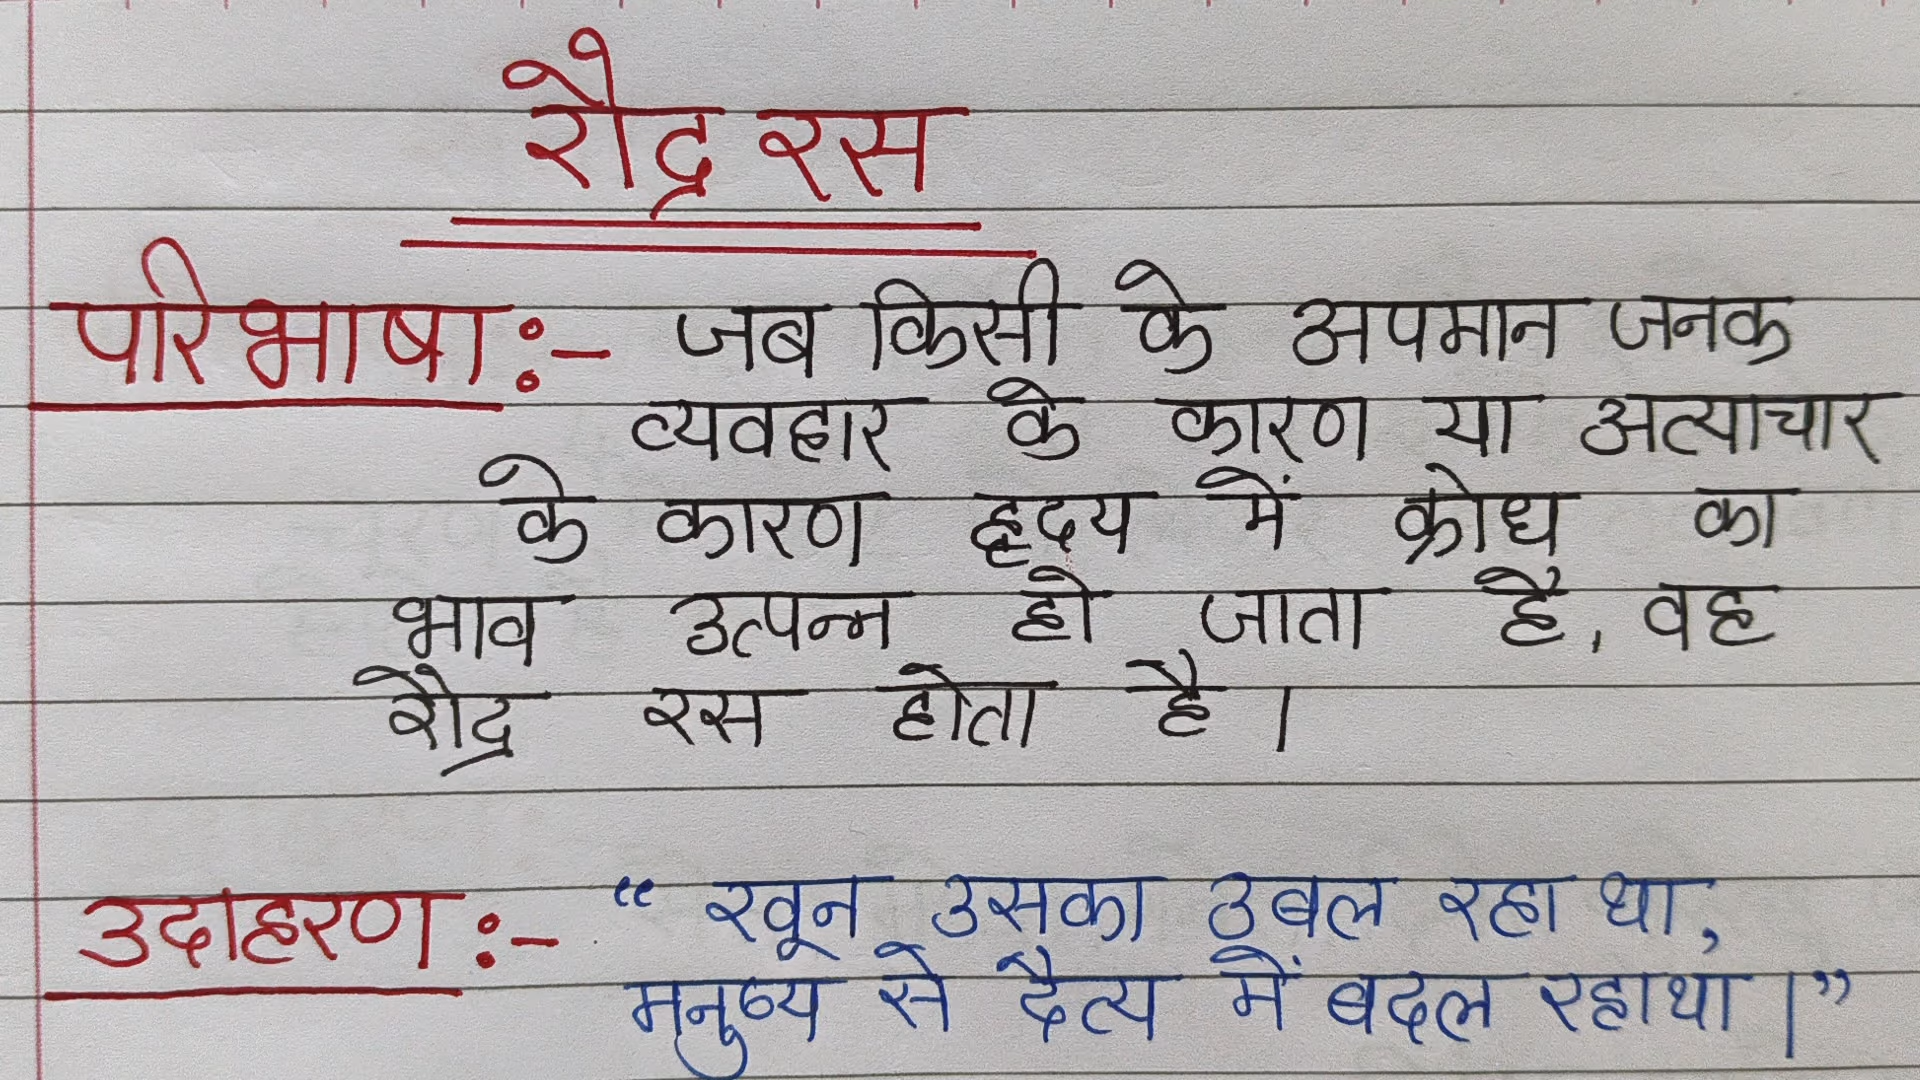 रौद्र रस
परिभाषा :- जब किसी के अपमान जनक
व्यवहार के कारण या अत्याचार
के कारण हृदय में क्रोध का
भाव उत्पन्न हो जाता है, वह
रौद्र रस होता है।
उदाहरण :- “ खून उसका उबल रहा था,
मनुष्य से दैत्य में बदल रहा था।”